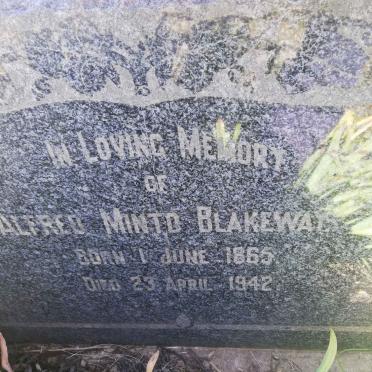 IN LOVING MEMORY
OF
ALFRED MINTO BLAKEWAY
BORN 1 JUNE 1865
DIED 23 APRIL 1942